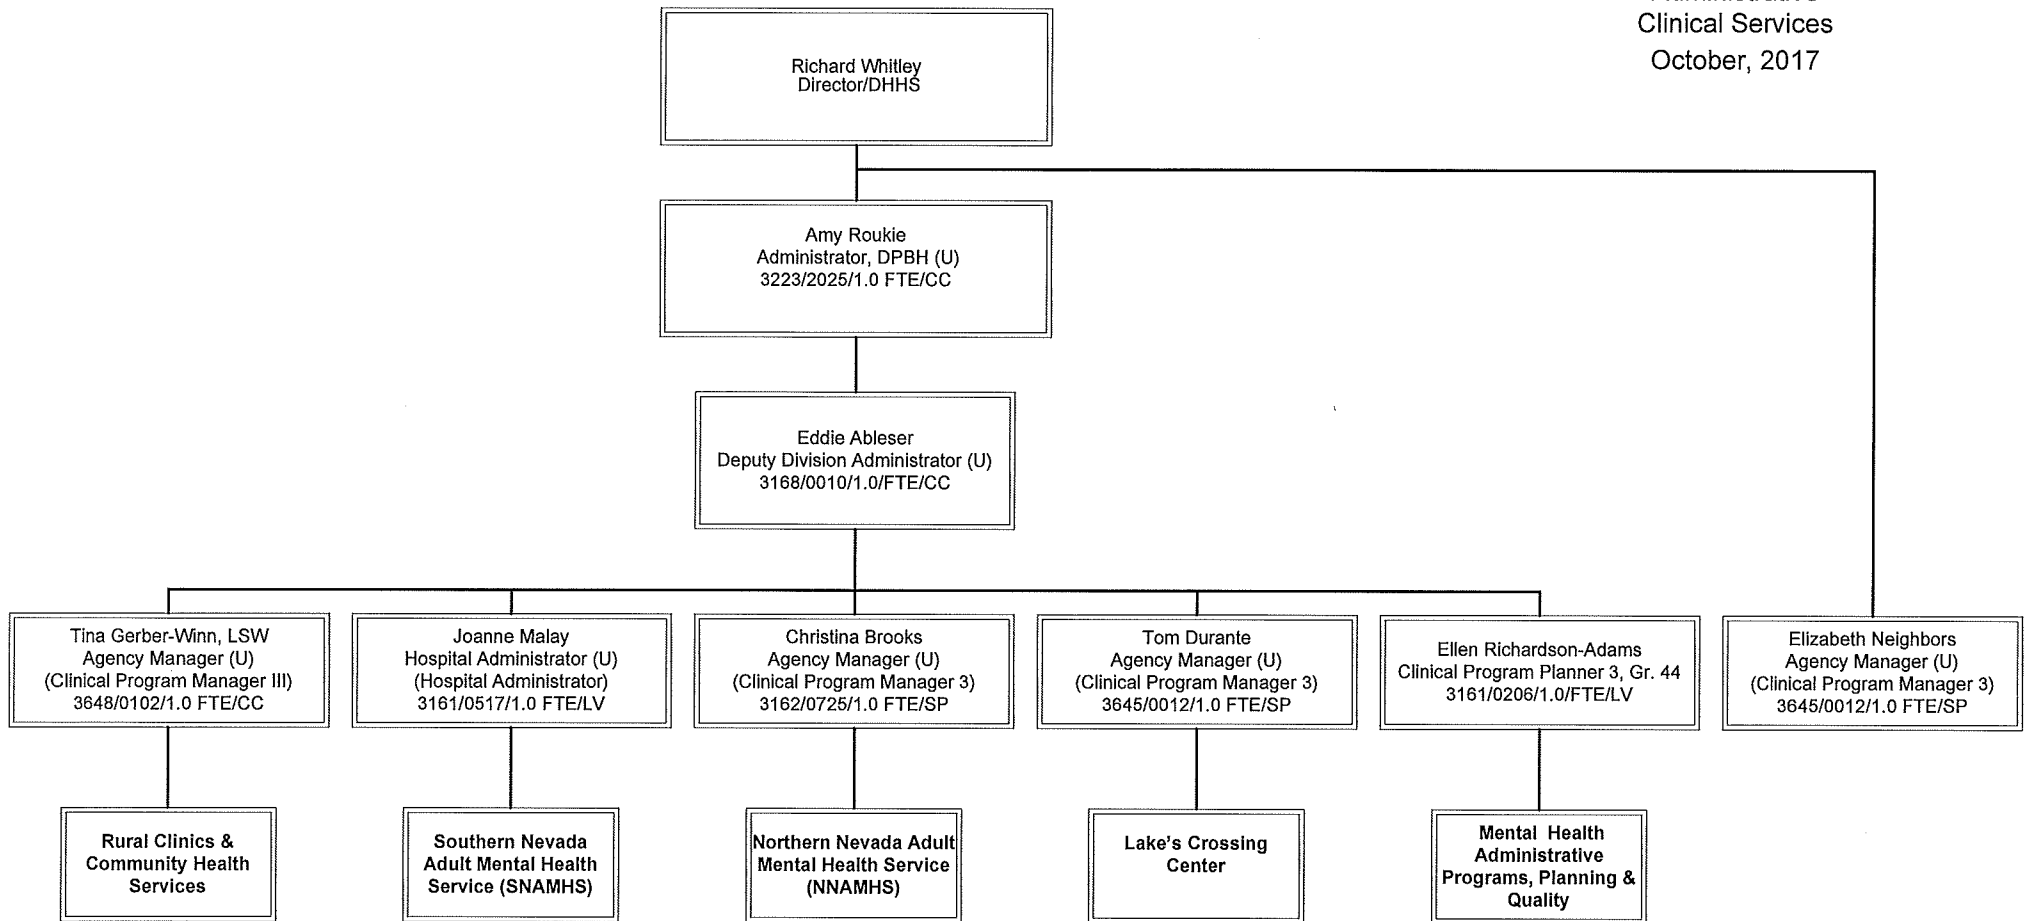 Clinical Services
October, 2017
Richard Whitley
Director/DHHS
Amy Roukie
Administrator, DPBH (U)
3223/2025/1.0 FTE/CC
Eddie Ableser
Deputy Division Administrator (U)
3168/0010/1.0/FTE/CC
Tina Gerber-Winn, LSW
Agency Manager (U)
(Clinical Program Manager III)
3648/0102/1.0 FTE/CC
Joanne Malay
Hospital Administrator (U)
(Hospital Administrator)
3161/0517/1.0 FTE/LV
Christina Brooks
Agency Manager (U)
(Clinical Program Manager 3)
3162/0725/1.0 FTE/SP
Tom Durante
Agency Manager (U)
(Clinical Program Manager 3)
3645/0012/1.0 FTE/SP
Ellen Richardson-Adams
Clinical Program Planner 3, Gr. 44
3161/0206/1.0/FTE/LV
Elizabeth Neighbors
Agency Manager (U)
(Clinical Program Manager 3)
3645/0012/1.0 FTE/SP
Rural Clinics &
Community Health
Services
Southern Nevada
Adult Mental Health
Service (SNAMHS)
Northern Nevada Adult
Mental Health Service
(NNAMHS)
Lake's Crossing
Center
Mental Health
Administrative
Programs, Planning &
Quality